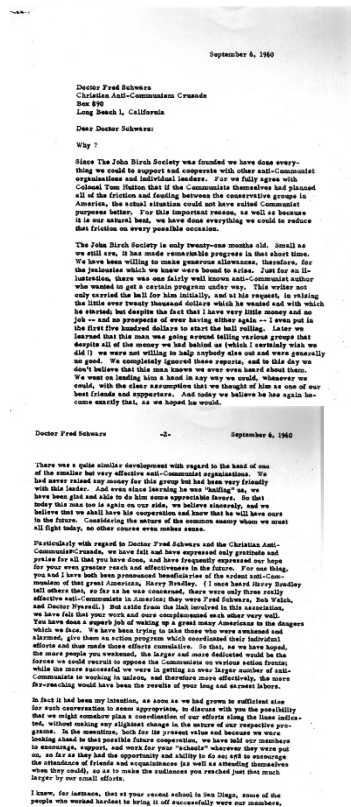 September 6, 1960
Doctor Fred Schwarz
Christian Anti-Communism Crusade
Box 890
Long Beach 1, California
Dear Doctor Schwarz:
Why ?
Since The John Birch Society was founded we have done every-
thing we could to support and cooperate with other anti-Communist
organizations and individual leaders. For we fully agree with
Colonel Tom Hutton that if the Communists themselves had planned
all of the friction and feuding between the conservative groups in
America, the actual situation could not have suited Communist
purposes better. For this important reason, as well as because
it is our natural bent, we have done everything we could to reduce
that friction on every possible occasion.
The John Birch Society is only twenty-one months old. Small as
we still are, it has made remarkable progress in that short time.
We have been willing to make generous allowances, therefore, for
the jealousies which we knew were bound to arise. Just for an il-
lustration, there was one fairly well known anti-Communist author
who wanted to get a certain program under way. This writer not
only carried the ball for him initially, and at his request, in raising
the little over twenty thousand dollars which he wanted and with which
he started; but despite the fact that I have very little money and no
job -- and no prospects of ever having either again -- I even put in
the first five hundred dollars to start the ball rolling. Later we
learned that this man was going around telling various groups that
despite all of the money we had behind us (which I certainly wish we
did !) we were not willing to help anybody else out and were generally
no good. We completely ignored these reports, and to this day we
don't believe that this man knows we ever even heard about them.
We went on lending him a hand in any way we could, whenever we
could, with the clear assumption that we thought of him as one of our
best friends and supporters. And today we believe he has again be-
come exactly that, as we hoped he would.
Doctor Fred Schwarz -2- September 6, 1960
There was a quite similar development with regard to the head of one
of the smaller but very effective anti-Communist organizations. We
had never raised any money for this group but had been very friendly
with this leader. And even since learning he was "knifing" us, we
have been glad and able to do him some appreciable favors. So that
today this man too is again on our side, we believe sincerely, and we
believe that we shall have his cooperation and know that he will have ours
in the future. Considering the nature of the common enemy whom we must
all fight today, no other course even makes sense.
Particularly with regard to Doctor Fred Schwarz and the Christian Anti-
Communism Crusade, we have felt and have expressed only gratitude and
praise for all that you have done, and have frequently expressed our hope
for your even greater reach and effectiveness in the future. For one thing,
you and I have both been pronounced beneficiaries of the ardent anti-Com-
munism of that great American, Harry Bradley. (I once heard Harry Bradley
tell others that, so far as he was concerned, there were only three really
effective anti-Communists in America; they were Fred Schwarz, Bob Welch,
and Doctor Nyaradi.) But aside from the link involved in this association,
we have felt that your work and ours complemented each other very well.
You have done a superb job of waking up a great many Americans to the dangers
which we face. We have been trying to take those who were awakened and
alarmed, give them an action program which coordinated their individual
efforts and thus made these efforts cumulative. So that, as we have hoped,
the more people you awakened, the larger and more dedicated would be the
forces we could recruit to oppose the Communists on various action fronts;
while the more successful we were in getting an ever larger number of anti-
Communists to working in unison, and therefore more effectively, the more
far-reaching would have been the results of your long and earnest labors.
In fact it had been my intention, as soon as we had grown to sufficient size
for such conversation to seem appropriate, to discuss with you the possibility
that we might somehow plan a coordination of our efforts along the lines indica-
ted, without making any slightest change in the nature of our respective pro-
grams. In the meantime, both for its present value and because we were
looking ahead to that possible future cooperation, we have told our members
to encourage, support, and work for your "schools" wherever they were put
on, so far as they had the opportunity and ability to do so; and to encourage
the attendance of friends and acquaintances (as well as attending themselves
when they could), so as to make the audiences you reached just that much
larger by our small efforts.
I know, for instance, that at your recent school in San Diego, some of the
people who worked hardest to bring it off successfully were our members,